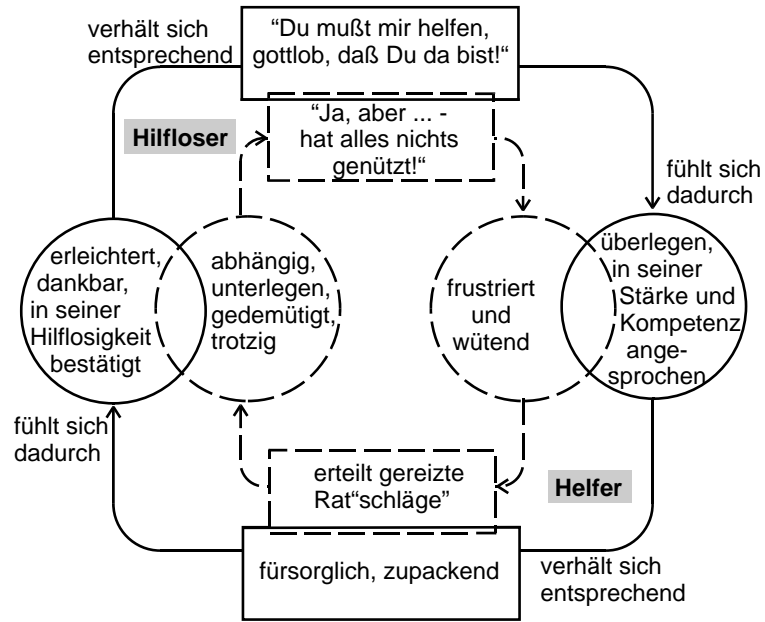 verhält sich
entsprechend
“Du mußt mir helfen,
gottlob, daß Du da bist!“
“Ja, aber ... -
hat alles nichts
genützt!“
Hilfloser
fühlt sich
dadurch
erleichtert,
dankbar,
in seiner
Hilflosigkeit
bestätigt
abhängig,
unterlegen,
gedemütigt,
trotzig
frustriert
und
wütend
überlegen,
in seiner
Stärke und
Kompetenz
ange-
sprochen
fühlt sich
dadurch
erteilt gereizte
Rat“schläge”
Helfer
fürsorglich, zupackend
verhält sich
entsprechend